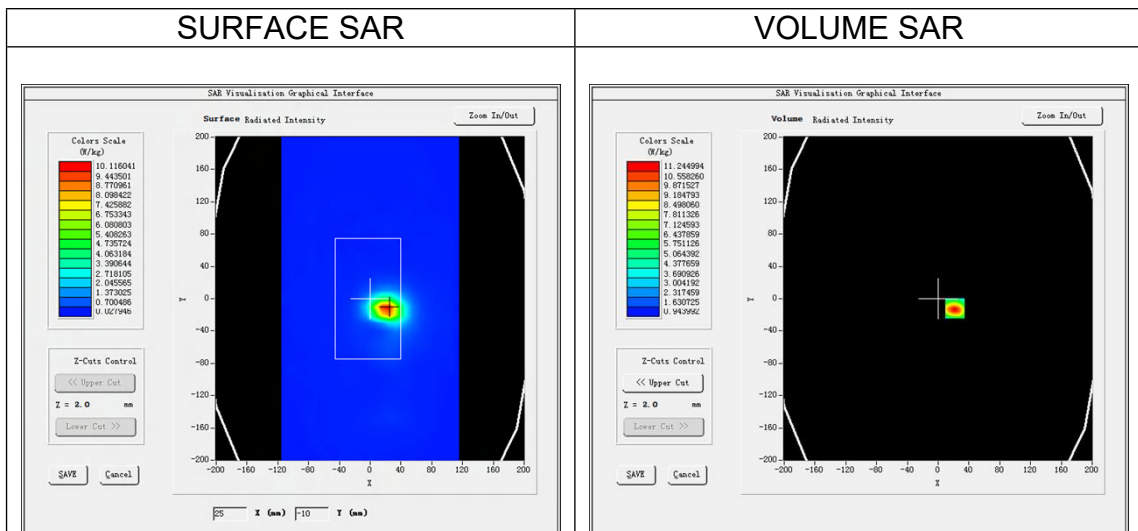 SURFACE SAR
VOLUME SAR
SAR Visualisation Graphical Interface
Surface Radiated Intensity
Zoom In/Out
Colors Scale
(W/kg)
10.116041
9.443501
8.770961
8.098422
7.425882
6.753343
6.080803
5.408263
4.735724
4.063184
3.390644
2.718105
2.045565
1.373025
0.700486
0.027946
Z-Cuts Control
<< Upper Cut
Z = 2.0 mm
Lower Cut >>
SAVE Cancel
200
160
120
80
40
0
-40
-80
-120
-160
-200
Y
-200 -160 -120 -80 -40 0 40 80 120 160 200
X
25 X (mm) -10 Y (mm)
SAR Visualisation Graphical Interface
Volume Radiated Intensity
Zoom In/Out
Colors Scale
(W/kg)
11.244994
10.558260
9.871527
9.184793
8.498060
7.811326
7.124593
6.437859
5.751126
5.064392
4.377659
3.690926
3.004192
2.317459
1.630725
0.943992
Z-Cuts Control
<< Upper Cut
Z = 2.0 mm
Lower Cut >>
SAVE Cancel
200
160
120
80
40
0
-40
-80
-120
-160
-200
Y
-200 -160 -120 -80 -40 0 40 80 120 160 200
X